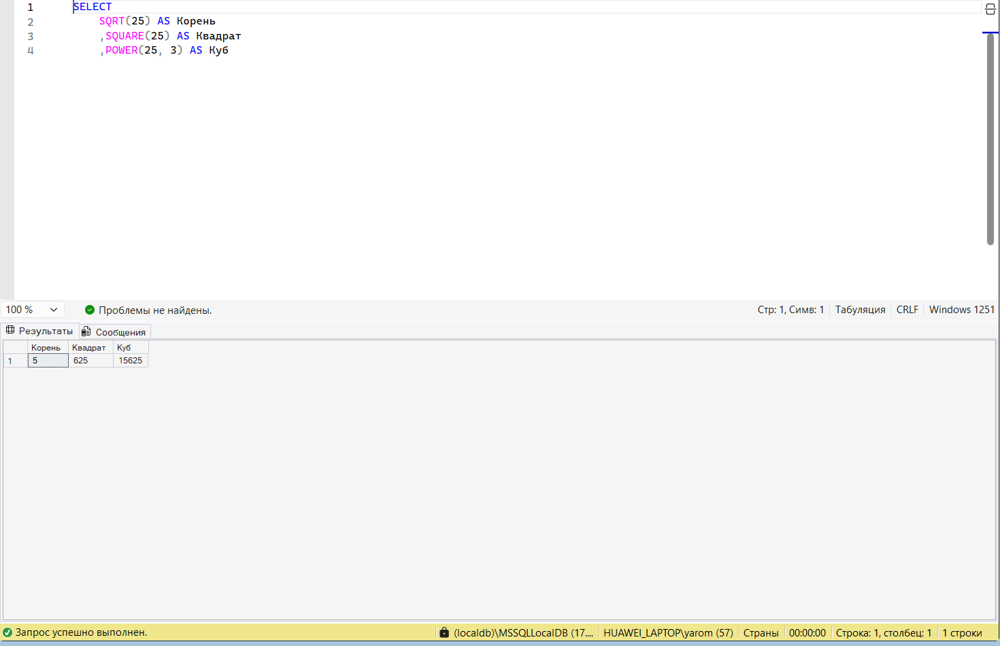 1 SELECT
2 SQRT(25) AS Корень
3 ,SQUARE(25) AS Квадрат
4 ,POWER(25, 3) AS Куб
100 % Проблемы не найдены. Стр: 1, Симв: 1 Табуляция CRLF Windows 1251
Результаты Сообщения
Корень Квадрат Куб
1 5 625 15625
Запрос успешно выполнен. (localdb)\MSSQLLocalDB (17.... HUAWEI_LAPTOP\yarom (57) Страны 00:00:00 Строка: 1, столбец: 1 1 строки